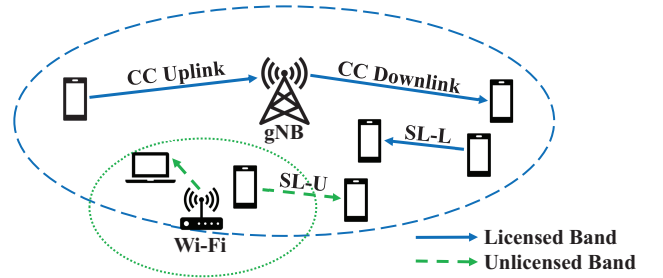 CC Uplink
CC Downlink
gNB
SL-L
SL-U
Wi-Fi
Licensed Band
Unlicensed Band